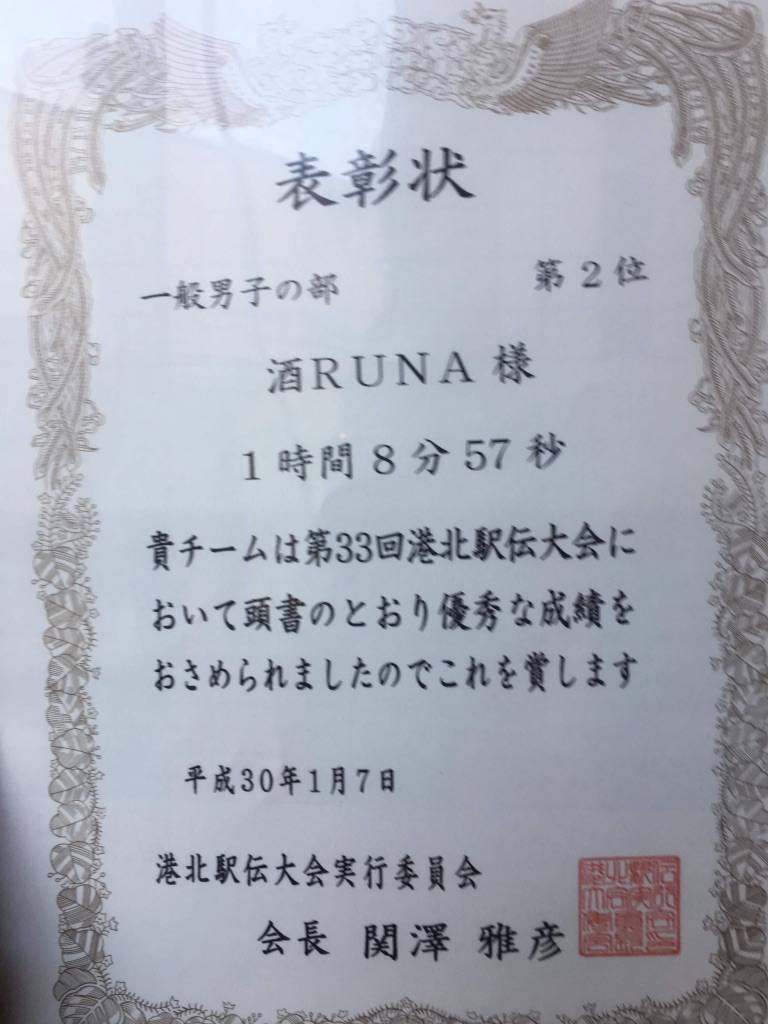 表彰状
一般男子の部 第2位
酒RUNA 様
1時間8分57秒
貴チームは第33回港北駅伝大会に
おいて頭書のとおり優秀な成績を
おさめられましたのでこれを賞します
平成30年1月7日
港北駅伝大会実行委員会
会長 関澤 雅彦